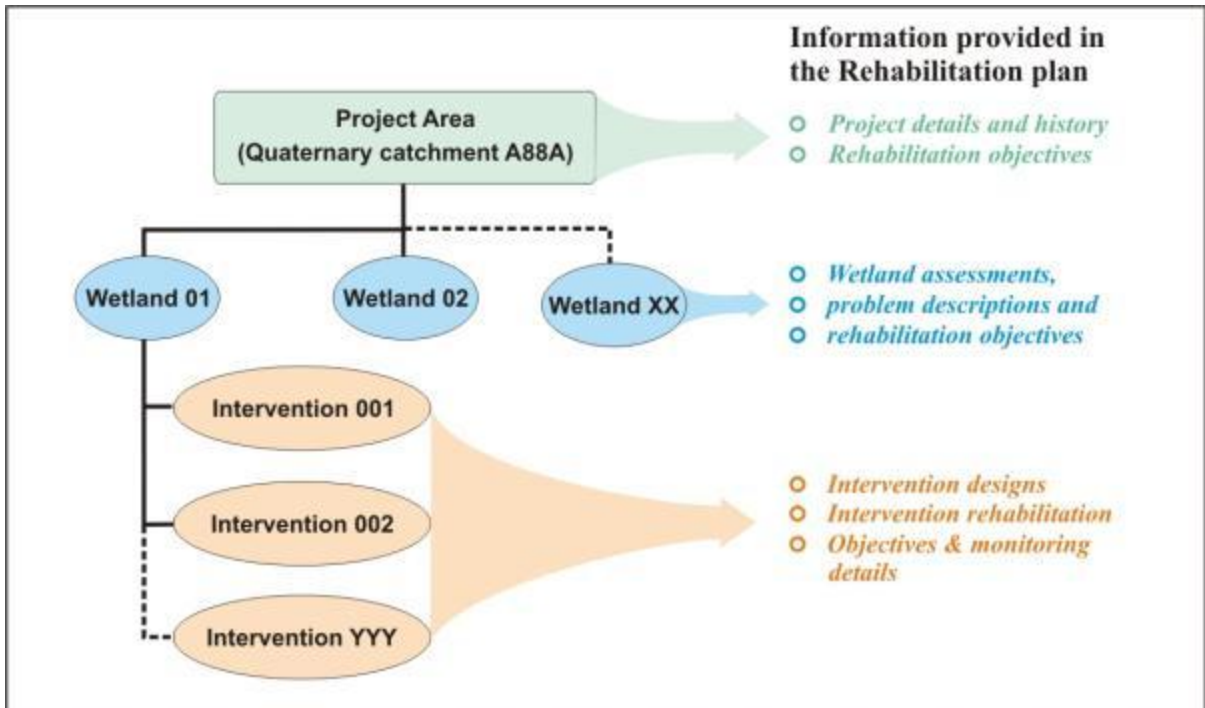 Information provided in
the Rehabilitation plan
Project Area
(Quaternary catchment A88A)
Project details and history
Rehabilitation objectives
Wetland 01
Wetland 02
Wetland XX
Wetland assessments,
problem descriptions and
rehabilitation objectives
Intervention 001
Intervention 002
Intervention YYY
Intervention designs
Intervention rehabilitation
Objectives & monitoring
details